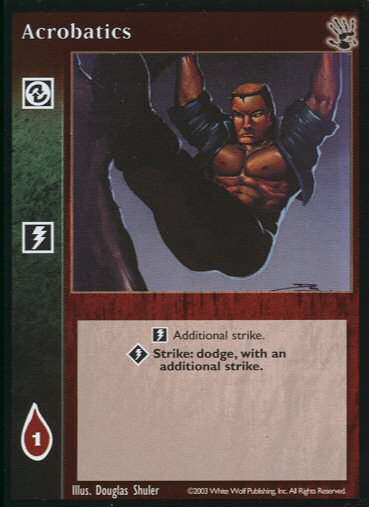 Acrobatics
Additional strike.
Strike: dodge, with an
additional strike.
1
Illus. Douglas Shuler
©2003 White Wolf Publishing, Inc. All Rights Reserved.